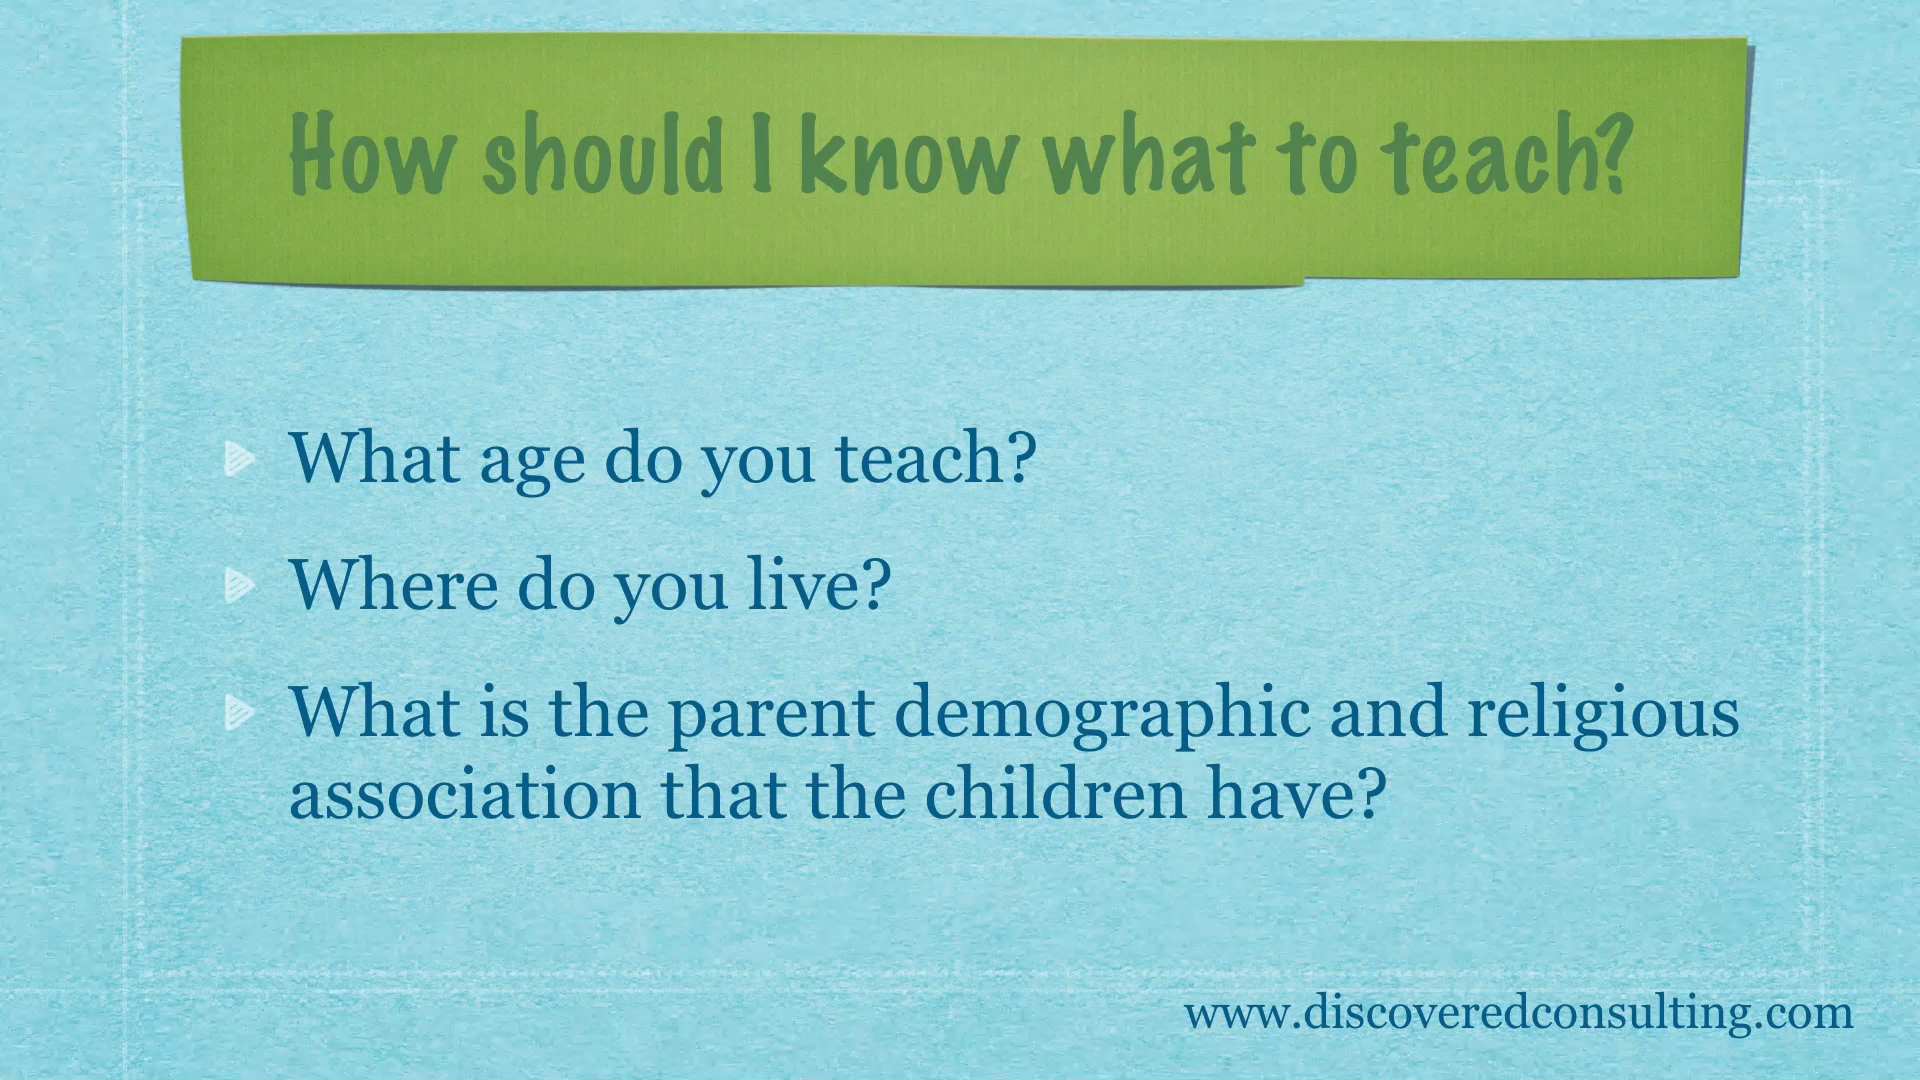 How should I know what to teach?
What age do you teach?
Where do you live?
What is the parent demographic and religious
association that the children have?
www.discoveredconsulting.com